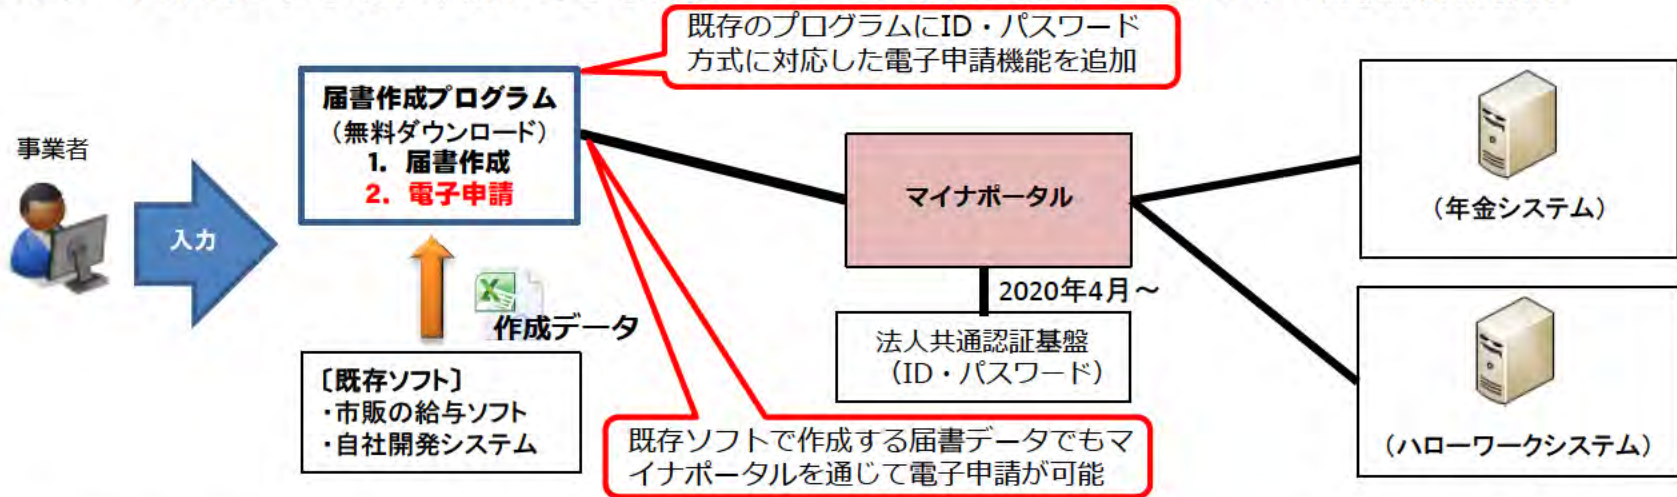 既存のプログラムにID・パスワード
方式に対応した電子申請機能を追加
事業者
入力
届書作成プログラム
（無料ダウンロード）
1. 届書作成
2. 電子申請
作成データ
〔既存ソフト〕
・市販の給与ソフト
・自社開発システム
マイナポータル
2020年4月～
法人共通認証基盤
（ID・パスワード）
既存ソフトで作成する届書データでもマ
イナポータルを通じて電子申請が可能
（年金システム）
（ハローワークシステム）